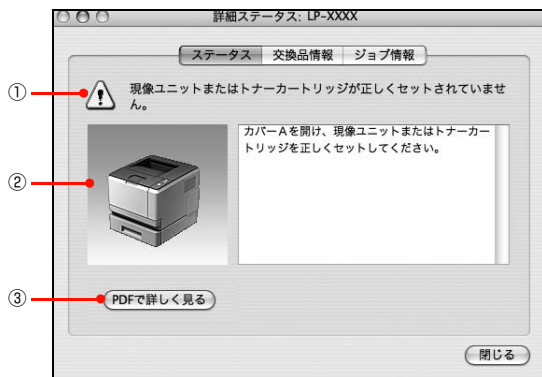 詳細ステータス: LP-XXXX
ステータス 交換品情報 ジョブ情報
① 現像ユニットまたはトナーカートリッジが正しくセットされていませ
ん。
②
カバーAを開け、現像ユニットまたはトナーカー
トリッジを正しくセットしてください。
③ PDFで詳しく見る
閉じる